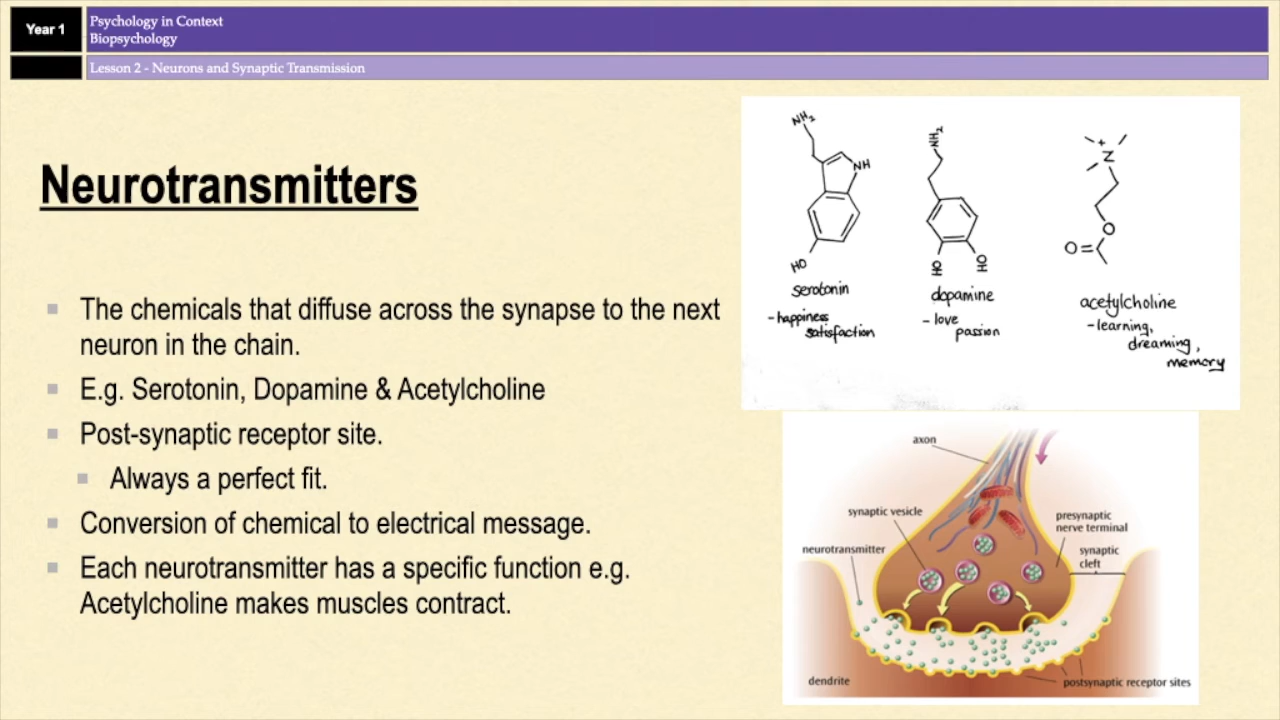 Year 1
Psychology in Context
Biopsychology
Lesson 2 - Neurons and Synaptic Transmission
Neurotransmitters
The chemicals that diffuse across the synapse to the next
neuron in the chain.
E.g. Serotonin, Dopamine & Acetylcholine
Post-synaptic receptor site.
Always a perfect fit.
Conversion of chemical to electrical message.
Each neurotransmitter has a specific function e.g.
Acetylcholine makes muscles contract.
NH₂
NH
HO
serotonin
- happiness
satisfaction
NH₂
HO
HO
dopamine
- love
passion
N+
O
O
acetylcholine
- learning,
dreaming,
memory
axon
synaptic vesicle
presynaptic
nerve terminal
neurotransmitter
synaptic
cleft
dendrite
postsynaptic receptor sites